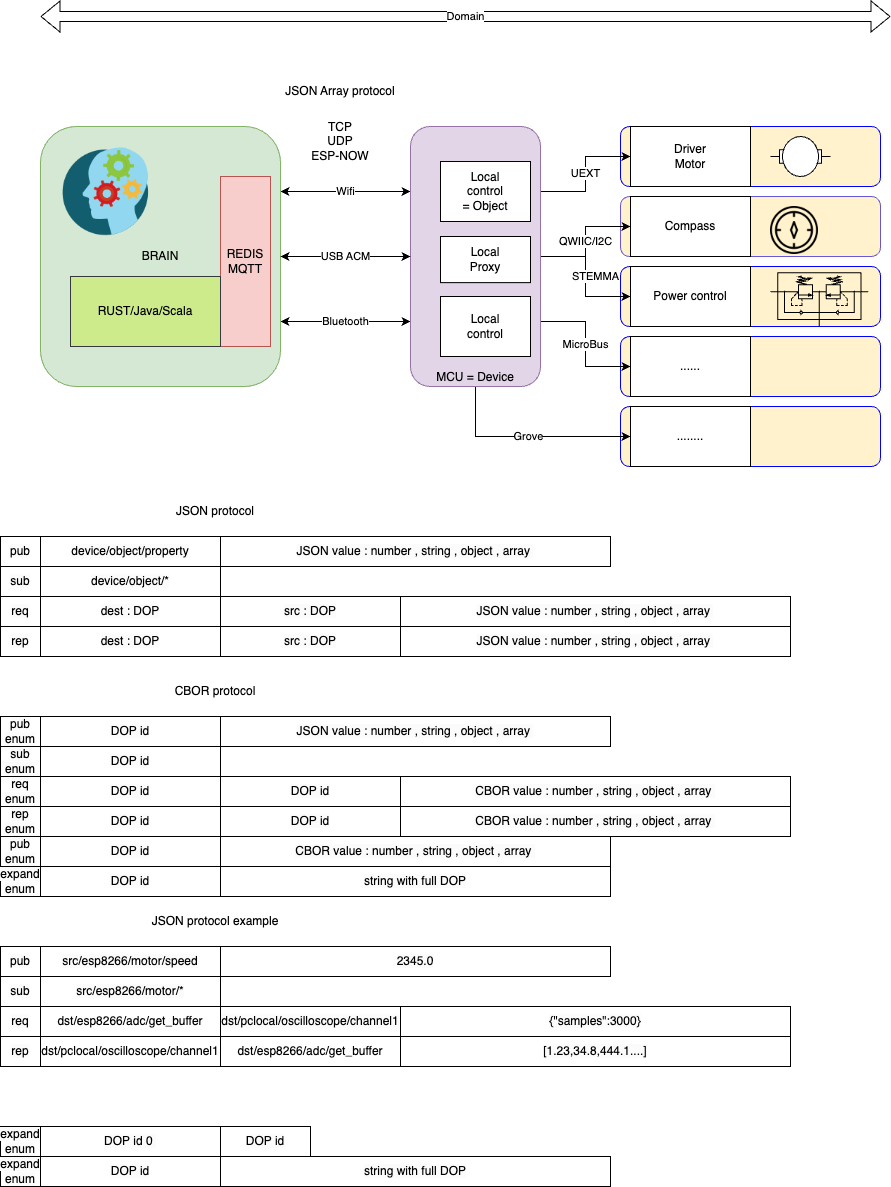 Domain
JSON Array protocol
TCP
UDP
ESP-NOW
Wifi
USB ACM
Bluetooth
BRAIN
REDIS
MQTT
RUST/Java/Scala
Local
control
= Object
Local
Proxy
Local
control
MCU = Device
UEXT
QWIIC/I2C
STEMMA
MicroBus
Grove
Driver
Motor
Compass
Power control
......
........
JSON protocol
pub device/object/property JSON value : number , string , object , array
sub device/object/*
req dest : DOP src : DOP JSON value : number , string , object , array
rep dest : DOP src : DOP JSON value : number , string , object , array
CBOR protocol
pub enum DOP id JSON value : number , string , object , array
sub enum DOP id
req enum DOP id DOP id CBOR value : number , string , object , array
rep enum DOP id DOP id CBOR value : number , string , object , array
pub enum DOP id CBOR value : number , string , object , array
expand enum DOP id string with full DOP
JSON protocol example
pub src/esp8266/motor/speed 2345.0
sub src/esp8266/motor/*
req dst/esp8266/adc/get_buffer dst/pclocal/oscilloscope/channel1 {"samples":3000}
rep dst/pclocal/oscilloscope/channel1 dst/esp8266/adc/get_buffer [1.23,34.8,444.1....]
expand enum DOP id 0 DOP id
expand enum DOP id string with full DOP